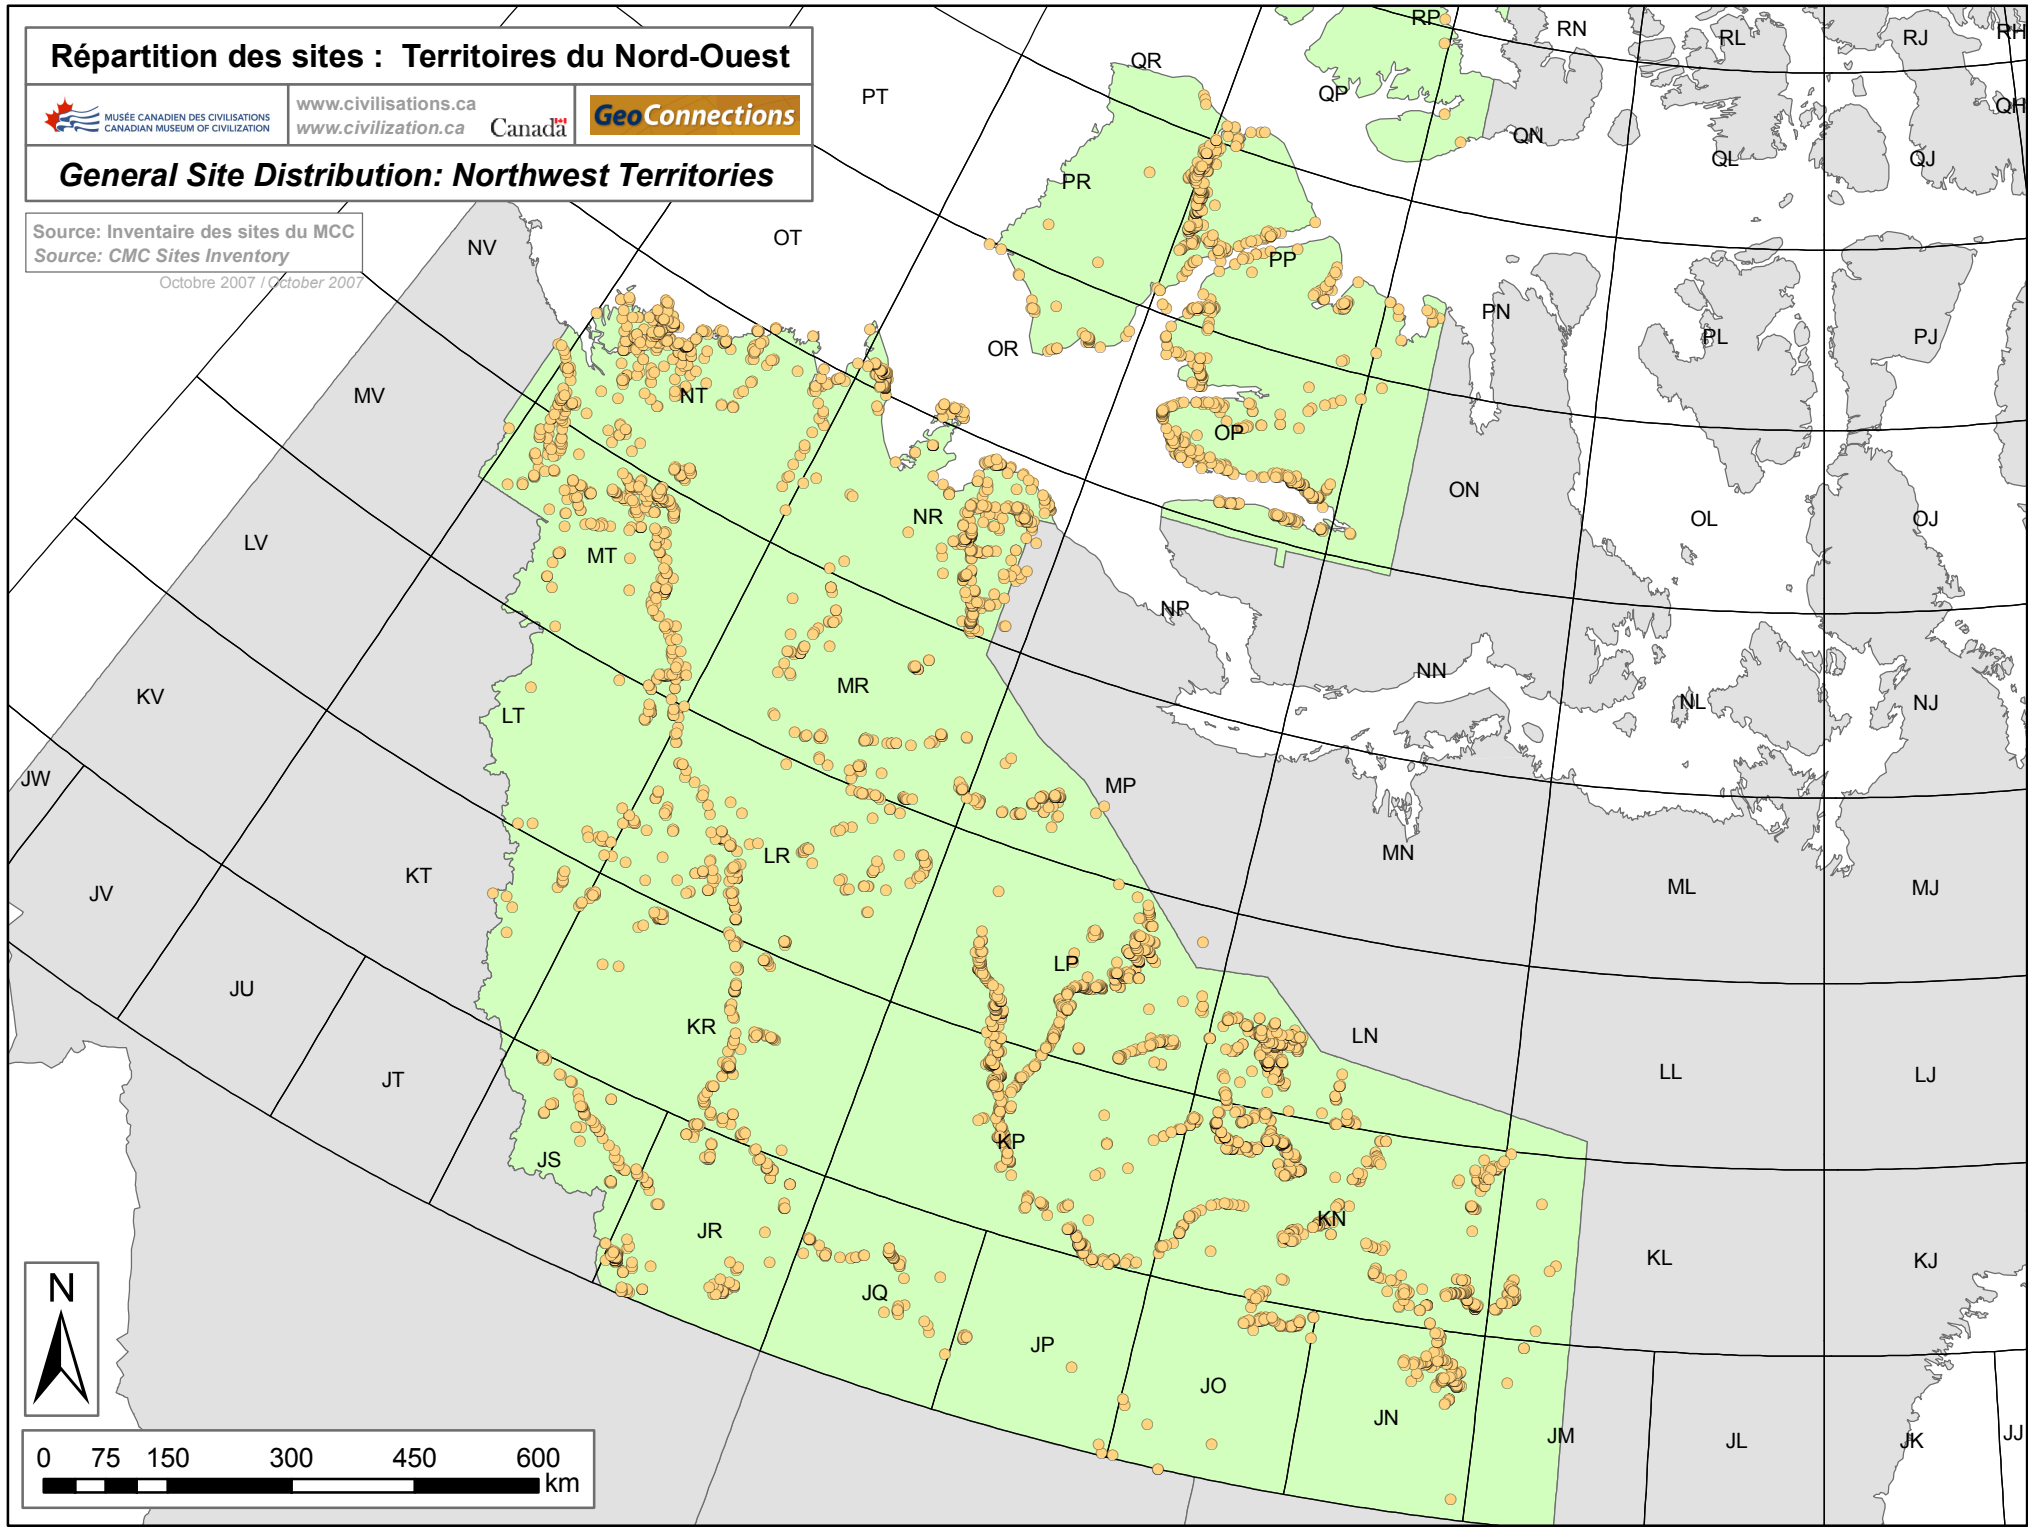 Répartition des sites : Territoires du Nord-Ouest
MUSÉE CANADIEN DES CIVILISATIONS
CANADIAN MUSEUM OF CIVILIZATION
www.civilisations.ca
www.civilization.ca
Canada
GeoConnections
General Site Distribution: Northwest Territories
Source: Inventaire des sites du MCC
Source: CMC Sites Inventory
Octobre 2007 / October 2007
RP RN RL RJ RH
QR QP QN QL QJ QH
PT PR PP PN PL PJ
OT OR OP ON OL OJ
NV NT NR NP NN NL NJ
MV MT MR MP MN ML MJ
LV LT LR LP LN LL LJ
KV KT KR KP KN KL KJ
JW JV JU JT JS JR JQ JP JO JN JM JL JK JJ
N
0 75 150 300 450 600
km